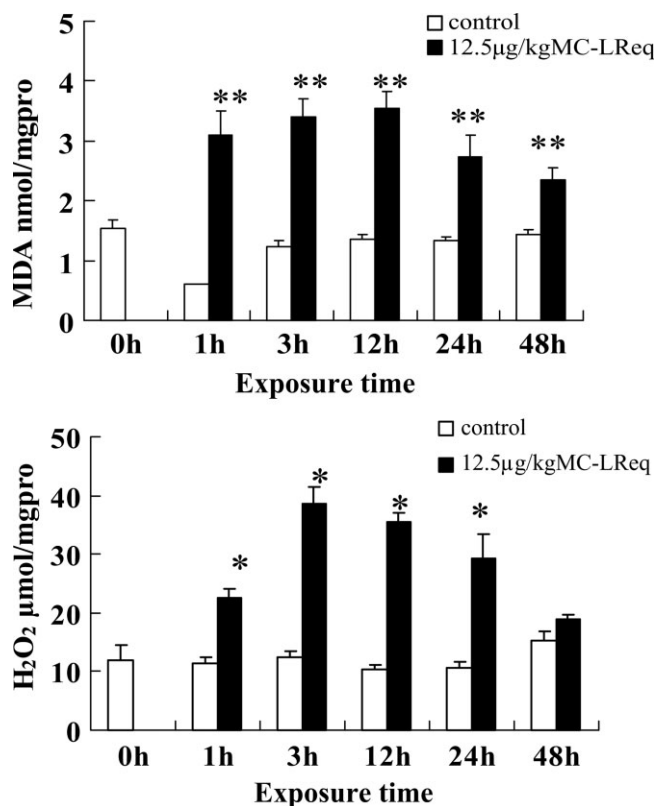 control
12.5µg/kgMC-LReq
MDA nmol/mgpro
5
4
3
2
1
0
** ** ** ** **
0h 1h 3h 12h 24h 48h
Exposure time
control
12.5µg/kgMC-LReq
H₂O₂ µmol/mgpro
50
40
30
20
10
0
* * * *
0h 1h 3h 12h 24h 48h
Exposure time